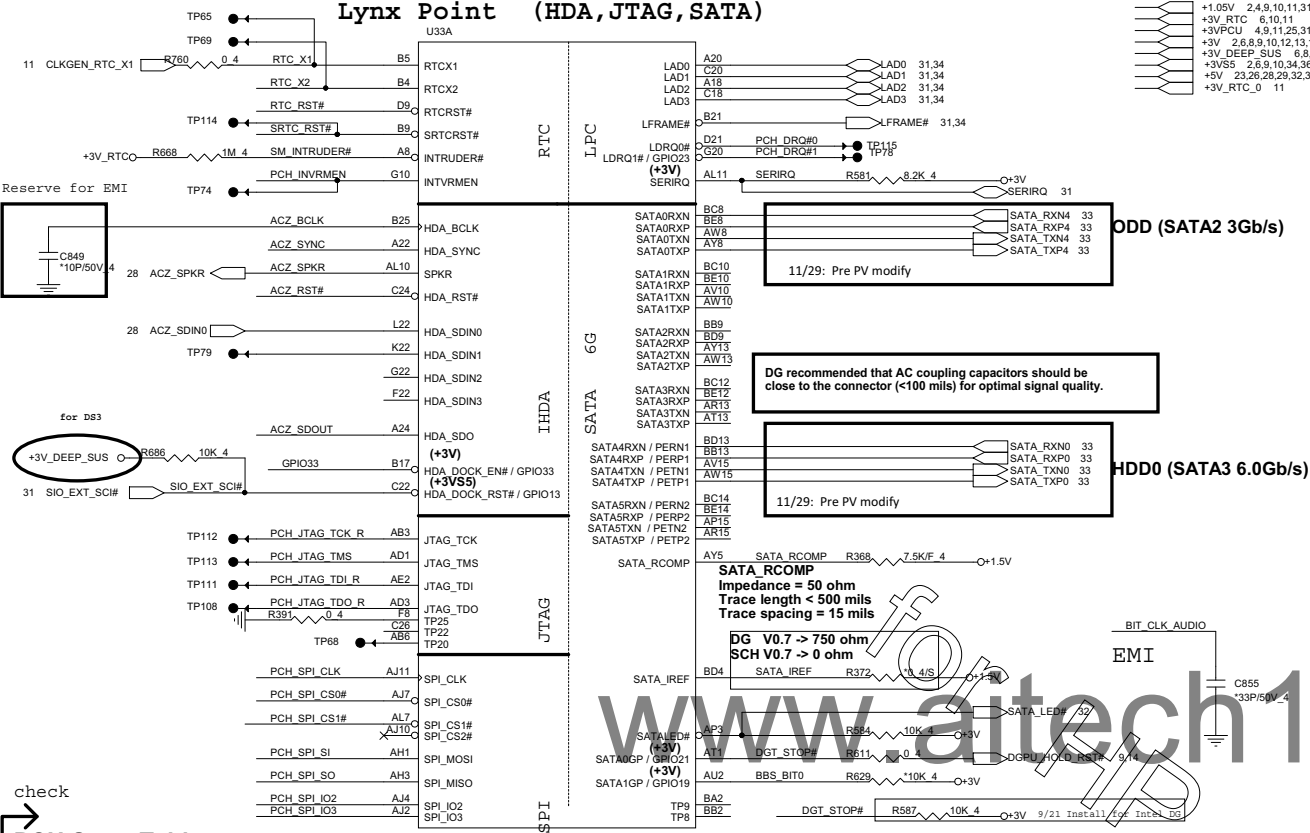 Lynx Point (HDA,JTAG,SATA)
U33A
+1.05V 2,4,9,10,11,31
+3V_RTC 6,10,11
+3VPCU 4,9,11,25,31
+3V 2,6,8,9,10,12,13,1
+3V_DEEP_SUS 6,8
+3VS5 2,6,9,10,34,36
+5V 23,26,28,29,32,3
+3V_RTC_0 11
TP65
TP69
11 CLKGEN_RTC_X1 R760 0_4 RTC_X1 B5 RTCX1
RTC_X2 B4 RTCX2
RTC_RST# D9 RTCRST#
TP114
SRTC_RST# B9 SRTCRST#
+3V_RTC R668 1M_4 SM_INTRUDER# A8 INTRUDER#
PCH_INVRMEN G10 INTVRMEN
TP74
RTC
LPC
LAD0 A20 LAD0 31,34
LAD1 C20 LAD1 31,34
LAD2 A18 LAD2 31,34
LAD3 C18 LAD3 31,34
LFRAME# B21 LFRAME# 31,34
LDRQ0# D21 PCH_DRQ#0 TP115
LDRQ1# / GPIO23 G20 PCH_DRQ#1 TP78
(+3V)
SERIRQ AL11 SERIRQ R581 8.2K_4 +3V
SERIRQ 31
Reserve for EMI
C849
*10P/50V_4
ACZ_BCLK B25 HDA_BCLK
ACZ_SYNC A22 HDA_SYNC
28 ACZ_SPKR ACZ_SPKR AL10 SPKR
ACZ_RST# C24 HDA_RST#
28 ACZ_SDIN0 L22 HDA_SDIN0
TP79 K22 HDA_SDIN1
G22 HDA_SDIN2
F22 HDA_SDIN3
ACZ_SDOUT A24 HDA_SDO
(+3V)
for DS3
+3V_DEEP_SUS R686 10K_4
GPIO33 B17 HDA_DOCK_EN# / GPIO33
(+3VS5)
31 SIO_EXT_SCI# SIO_EXT_SCI# C22 HDA_DOCK_RST# / GPIO13
IHDA
SATA 6G
SATA0RXN BC8 SATA_RXN4 33
SATA0RXP BE8 SATA_RXP4 33
SATA0TXN AW8 SATA_TXN4 33
SATA0TXP AY8 SATA_TXP4 33
11/29: Pre PV modify
ODD (SATA2 3Gb/s)
SATA1RXN BC10
SATA1RXP BE10
SATA1TXN AV10
SATA1TXP AW10
SATA2RXN BB9
SATA2RXP BD9
SATA2TXN AY13
SATA2TXP AW13
DG recommended that AC coupling capacitors should be
close to the connector (<100 mils) for optimal signal quality.
SATA3RXN BC12
SATA3RXP BE12
SATA3TXN AR13
SATA3TXP AT13
SATA4RXN / PERN1 BD13 SATA_RXN0 33
SATA4RXP / PERP1 BB13 SATA_RXP0 33
SATA4TXN / PETN1 AV15 SATA_TXN0 33
SATA4TXP / PETP1 AW15 SATA_TXP0 33
11/29: Pre PV modify
HDD0 (SATA3 6.0Gb/s)
SATA5RXN / PERN2 BC14
SATA5RXP / PERP2 BE14
SATA5TXN / PETN2 AP15
SATA5TXP / PETP2 AR15
SATA_RCOMP AY5 SATA_RCOMP R368 7.5K/F_4 +1.5V
SATA_RCOMP
Impedance = 50 ohm
Trace length < 500 mils
Trace spacing = 15 mils
DG V0.7 -> 750 ohm
SCH V0.7 -> 0 ohm
SATA_IREF BD4 SATA_IREF R372 *0_4/S +1.5V
TP112 PCH_JTAG_TCK_R AB3 JTAG_TCK
TP113 PCH_JTAG_TMS AD1 JTAG_TMS
TP111 PCH_JTAG_TDI_R AE2 JTAG_TDI
TP108 PCH_JTAG_TDO_R AD3 JTAG_TDO
R391 0_4 F8 TP25
C26 TP22
TP68 AB6 TP20
JTAG
BIT_CLK_AUDIO
EMI
C855
*33P/50V_4
PCH_SPI_CLK AJ11 SPI_CLK
PCH_SPI_CS0# AJ7 SPI_CS0#
PCH_SPI_CS1# AL7 SPI_CS1#
AJ10 SPI_CS2#
PCH_SPI_SI AH1 SPI_MOSI
PCH_SPI_SO AH3 SPI_MISO
PCH_SPI_IO2 AJ4 SPI_IO2
PCH_SPI_IO3 AJ2 SPI_IO3
SPI
SATA_LED# 32
SATALED# AP3 R584 10K_4 +3V
(+3V)
SATA0GP / GPIO21 AT1 DGT_STOP# R611 0_4 DGPU_HOLD_RST# 9,14
(+3V)
SATA1GP / GPIO19 AU2 BBS_BIT0 R629 *10K_4 +3V
TP9 BA2
TP8 BB2
DGT_STOP# R587 10K_4 +3V 9/21 Install for Intel DG
check
www.aitech1
for HP